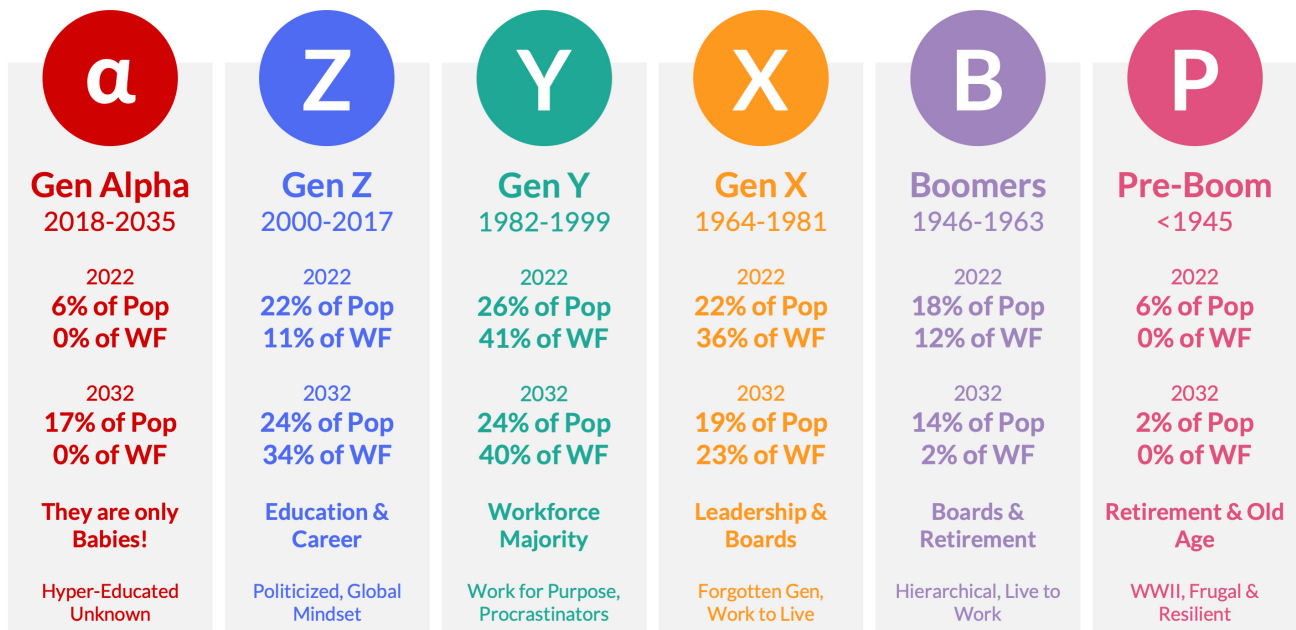 α
Gen Alpha
2018-2035
2022
6% of Pop
0% of WF
2032
17% of Pop
0% of WF
They are only
Babies!
Hyper-Educated
Unknown
Z
Gen Z
2000-2017
2022
22% of Pop
11% of WF
2032
24% of Pop
34% of WF
Education &
Career
Politicized, Global
Mindset
Y
Gen Y
1982-1999
2022
26% of Pop
41% of WF
2032
24% of Pop
40% of WF
Workforce
Majority
Work for Purpose,
Procrastinators
X
Gen X
1964-1981
2022
22% of Pop
36% of WF
2032
19% of Pop
23% of WF
Leadership &
Boards
Forgotten Gen,
Work to Live
B
Boomers
1946-1963
2022
18% of Pop
12% of WF
2032
14% of Pop
2% of WF
Boards &
Retirement
Hierarchical, Live to
Work
P
Pre-Boom
<1945
2022
6% of Pop
0% of WF
2032
2% of Pop
0% of WF
Retirement & Old
Age
WWII, Frugal &
Resilient